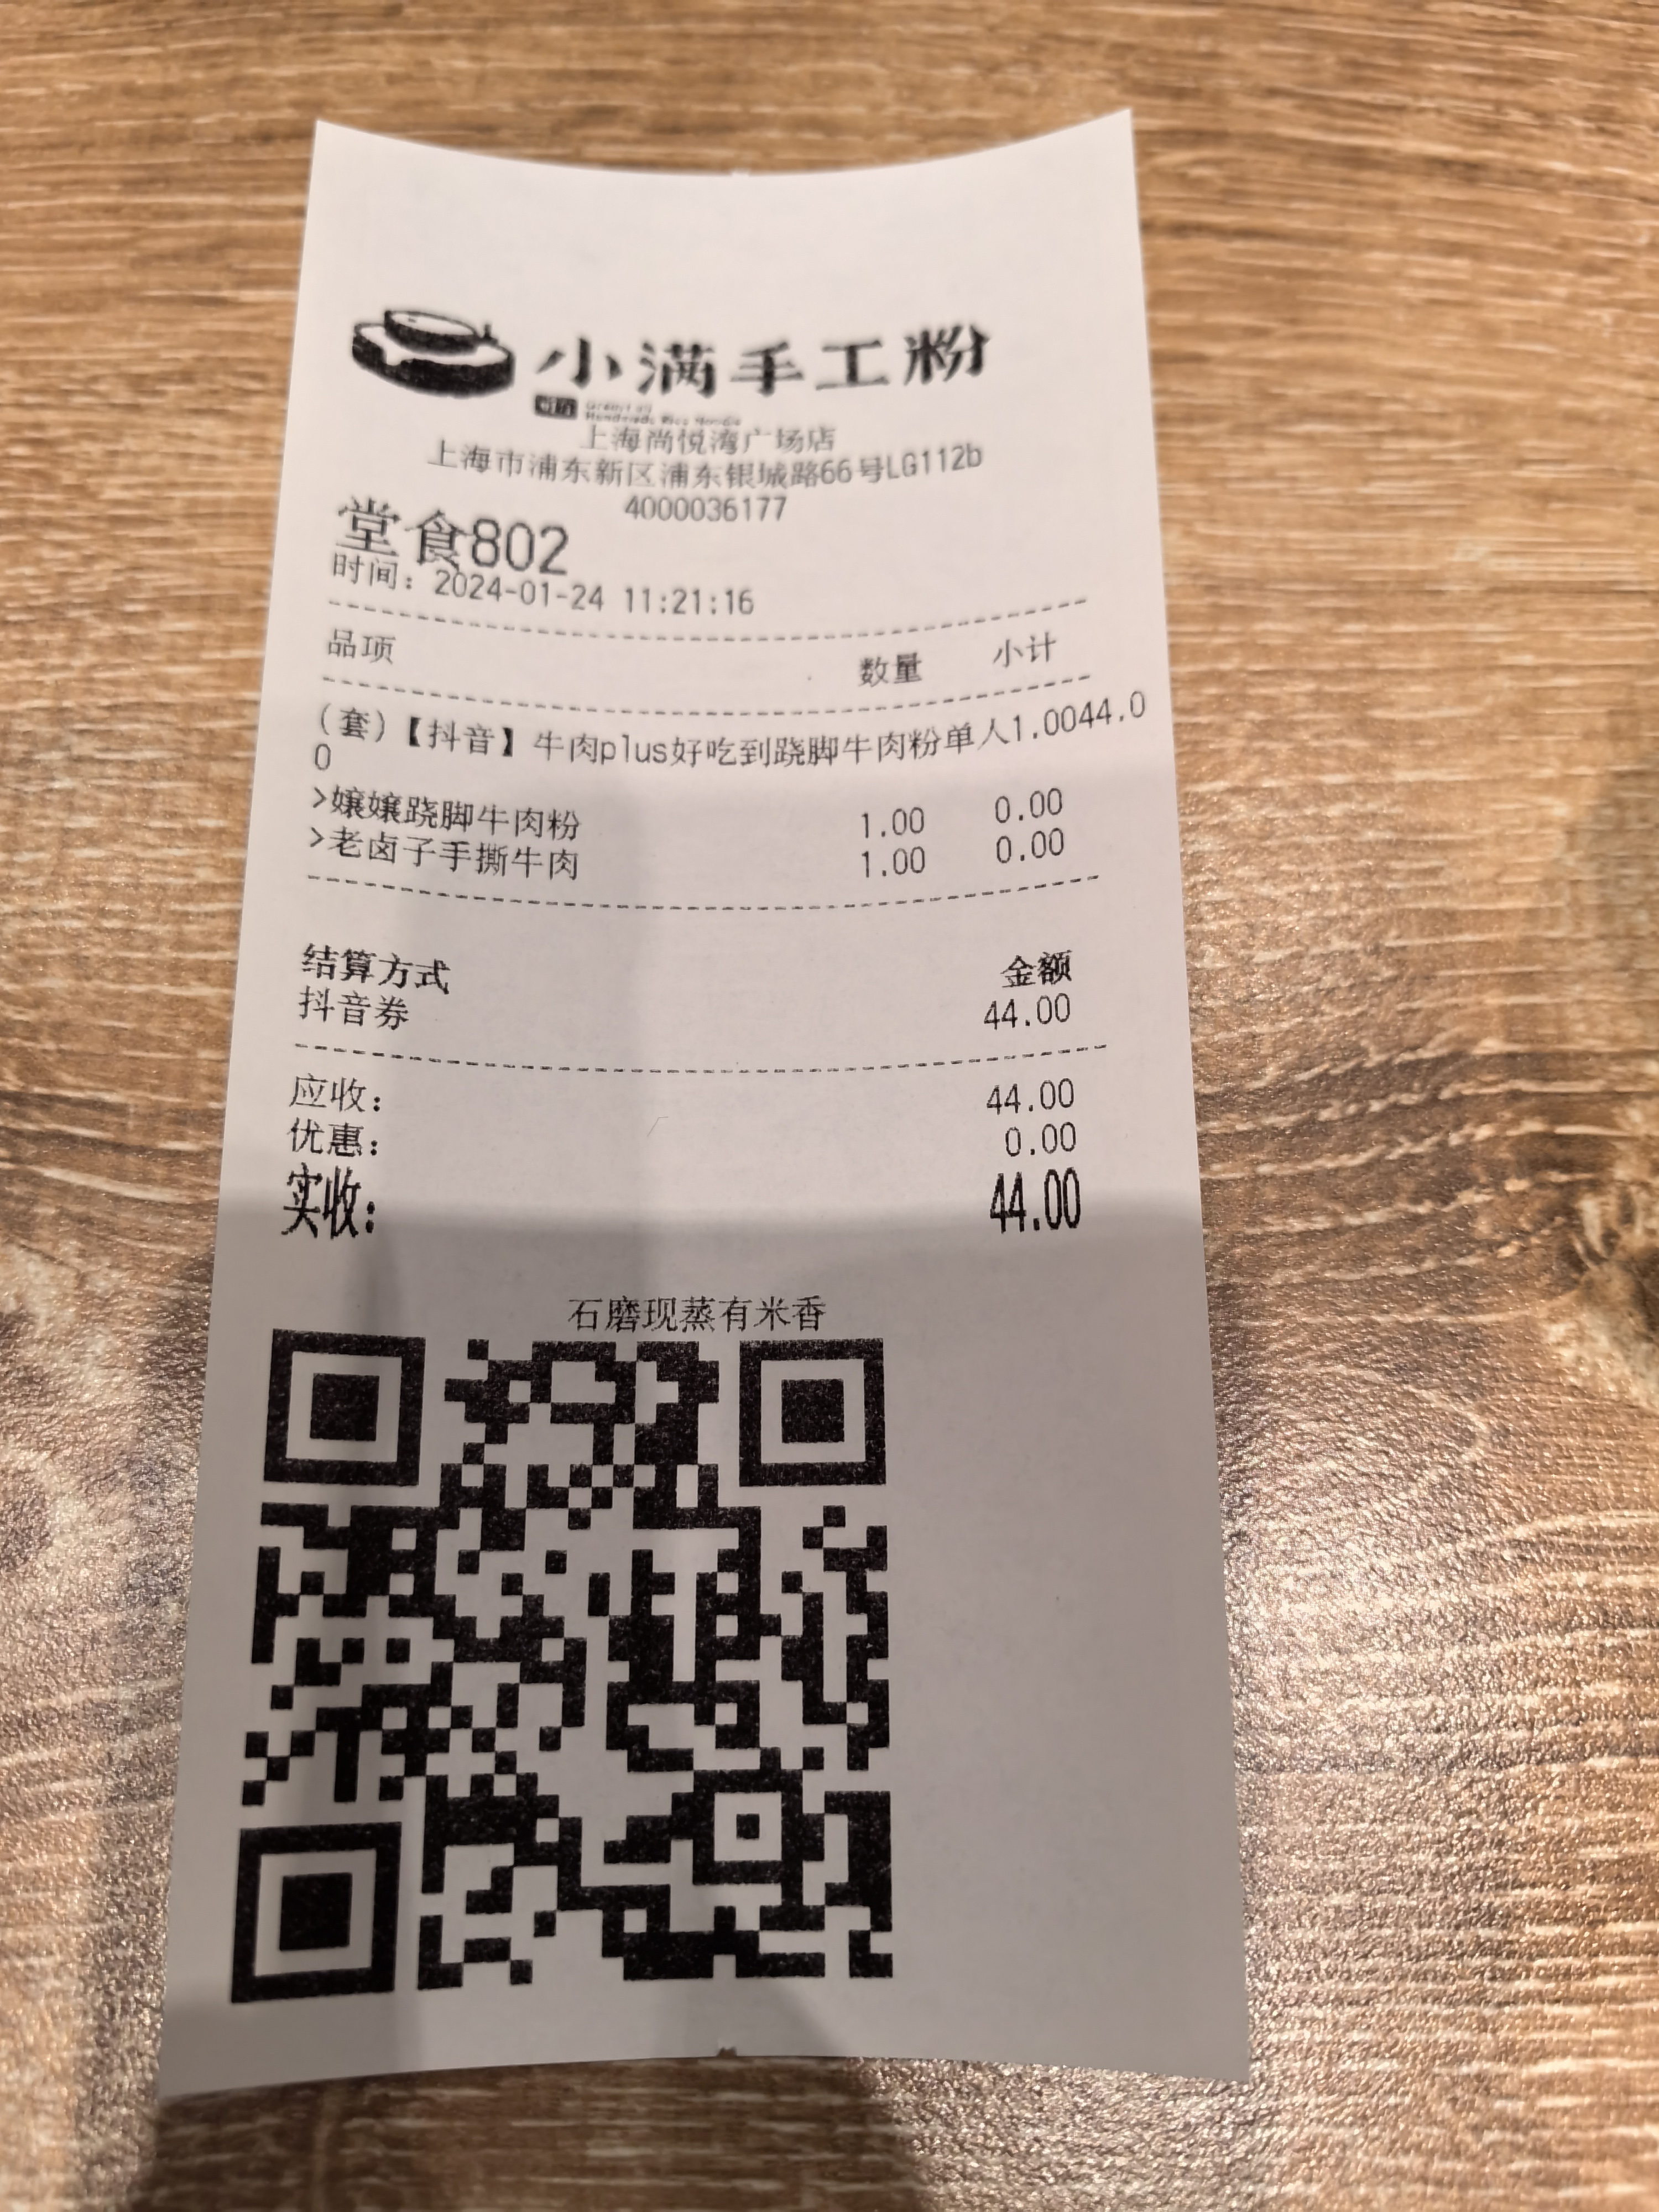 小满手工粉
上海尚悦湾广场店
上海市浦东新区浦东银城路66号LG112b
4000036177
堂食802
时间：2024-01-24 11:21:16
品项 数量 小计
(套)【抖音】牛肉plus好吃到跷脚牛肉粉单人1.0044.0
0
>嬢嬢跷脚牛肉粉 1.00 0.00
>老卤子手撕牛肉 1.00 0.00
结算方式 金额
抖音券 44.00
应收： 44.00
优惠： 0.00
实收： 44.00
石磨现蒸有米香